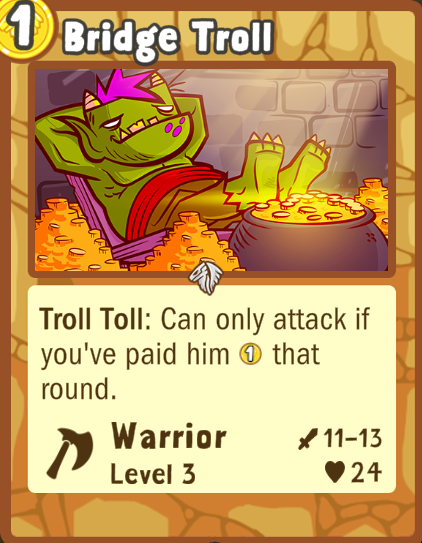 1
Bridge Troll
Troll Toll: Can only attack if
you've paid him 1 that
round.
Warrior
Level 3
11–13
24